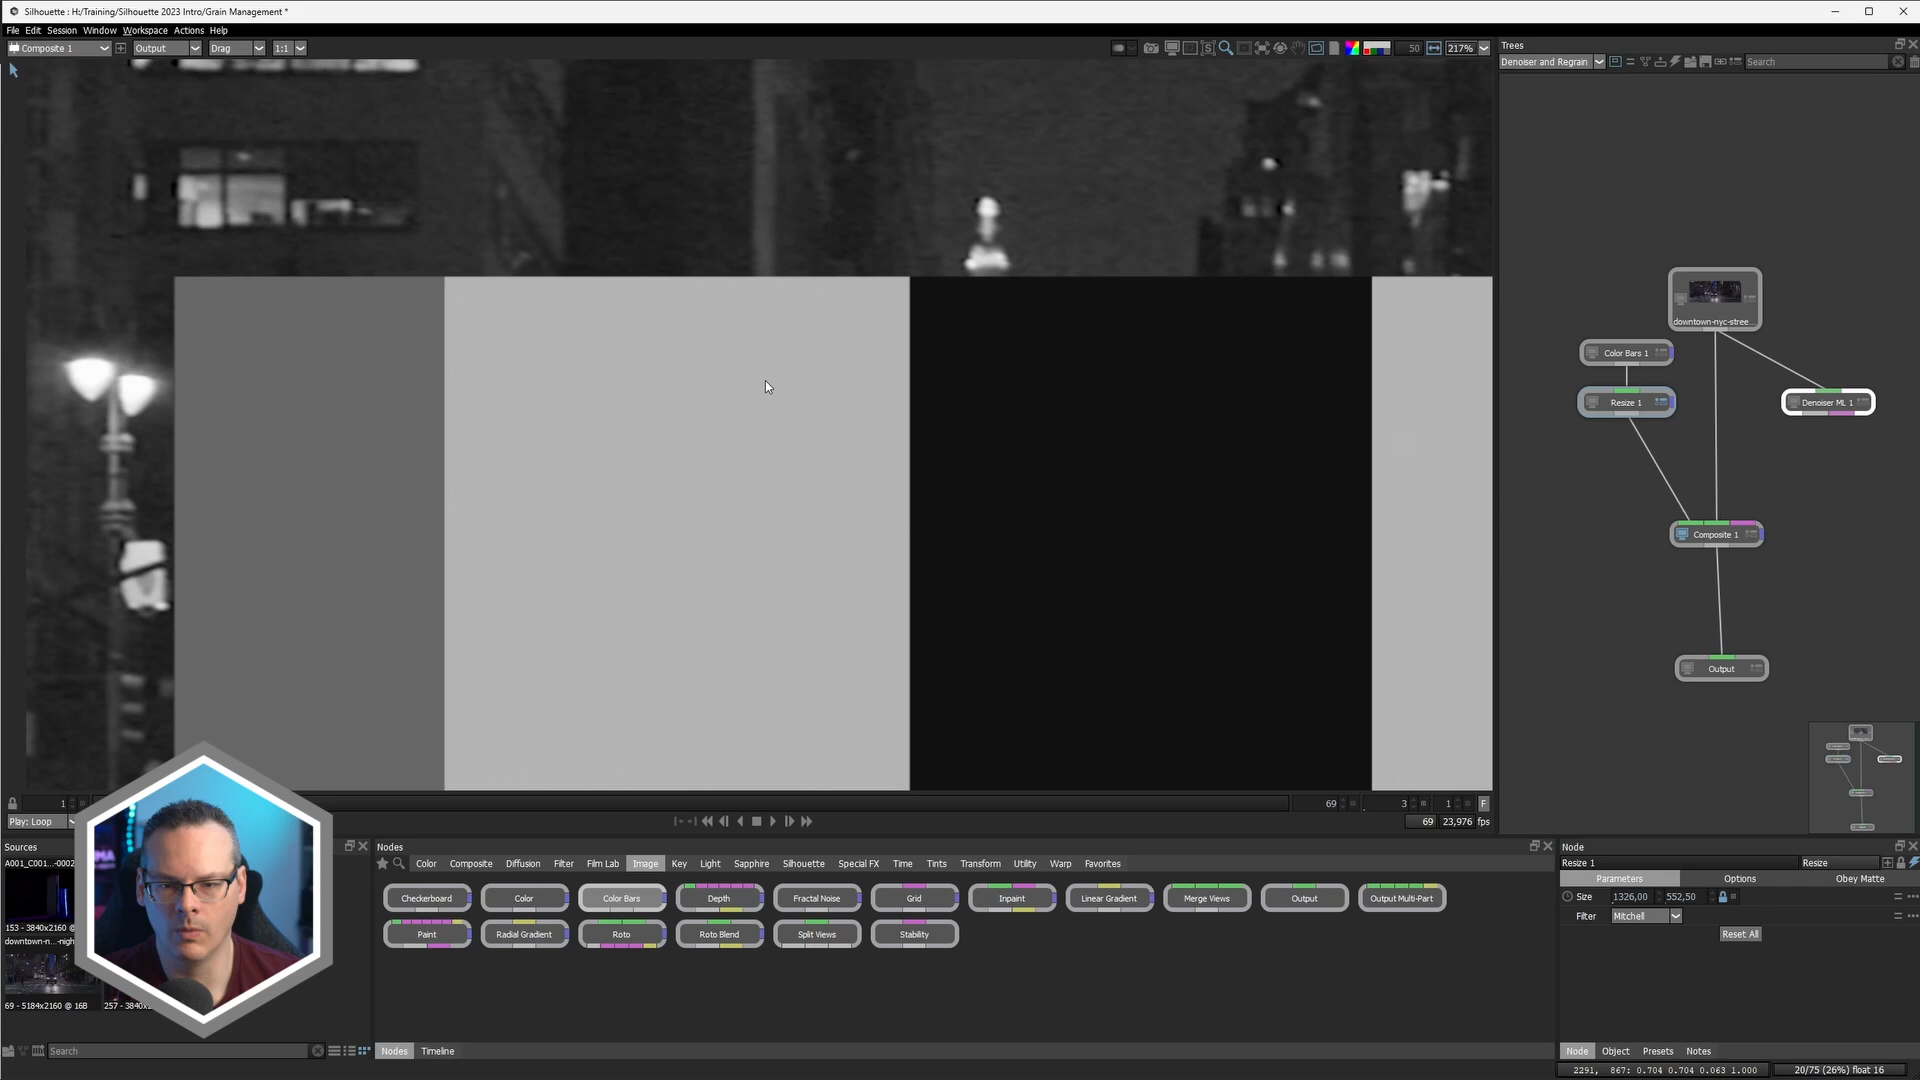 Silhouette : H:/Training/Silhouette 2023 Intro/Grain Management *
File Edit Session Window Workspace Actions Help
Composite 1 Output Drag 1:1 50 217%
Trees
Denoiser and Regrain Search
downtown-nyc-stree...
Color Bars 1
Resize 1
Denoiser ML 1
Composite 1
Output
1 69 3 1 F
Play: Loop 69 23,976 fps
Sources
A001_C001...-0002
153 - 3840x2160 @
downtown-n...-nigh
69 - 5184x2160 @ 16B 257 - 3840x2
Search
Nodes
Color Composite Diffusion Filter Film Lab Image Key Light Sapphire Silhouette Special FX Time Tints Transform Utility Warp Favorites
Checkerboard Color Color Bars Depth Fractal Noise Grid Inpaint Linear Gradient Merge Views Output Output Multi-Part
Paint Radial Gradient Roto Roto Blend Split Views Stability
Nodes Timeline
Node
Resize 1 Resize
Parameters Options Obey Matte
Size 1326,00 552,50
Filter Mitchell
Reset All
Node Object Presets Notes
2291, 867: 0.704 0.704 0.063 1.000 20/75 (26%) float 16